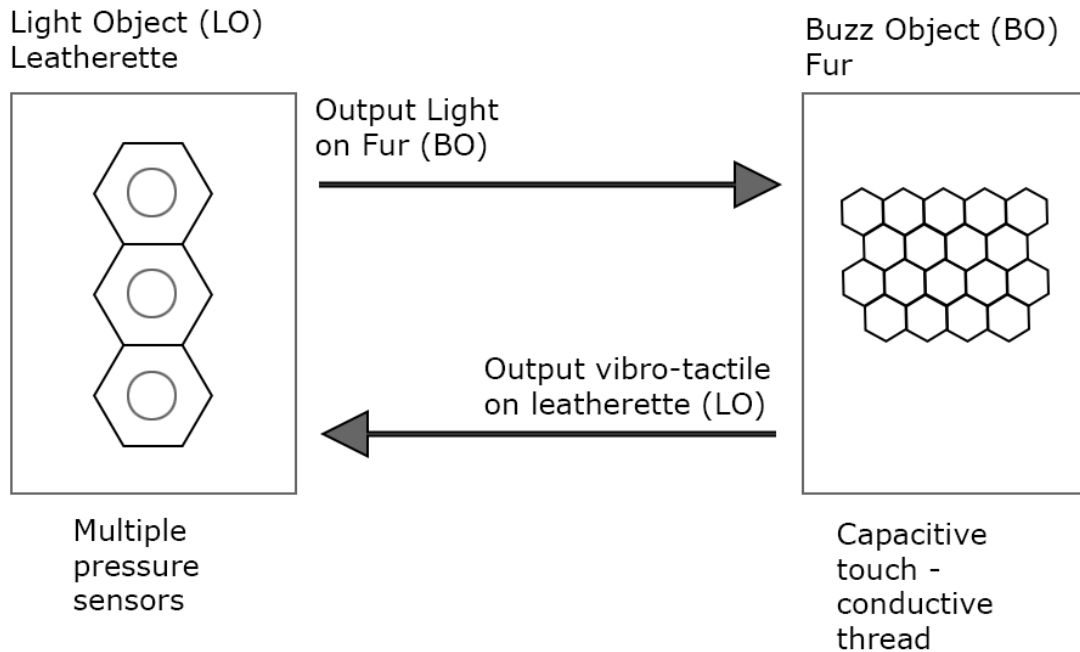 Light Object (LO)
Leatherette
Buzz Object (BO)
Fur
Output Light
on Fur (BO)
Output vibro-tactile
on leatherette (LO)
Multiple
pressure
sensors
Capacitive
touch -
conductive
thread